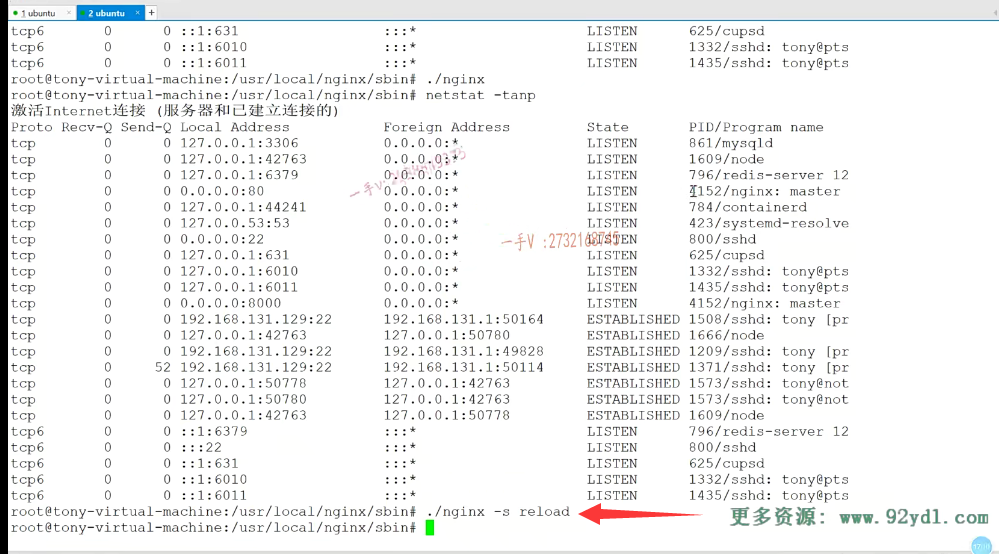 1 ubuntu × 2 ubuntu × +
tcp6 0 0 ::1:631 :::* LISTEN 625/cupsd
tcp6 0 0 ::1:6010 :::* LISTEN 1332/sshd: tony@pts
tcp6 0 0 ::1:6011 :::* LISTEN 1435/sshd: tony@pts
root@tony-virtual-machine:/usr/local/nginx/sbin# ./nginx
root@tony-virtual-machine:/usr/local/nginx/sbin# netstat -tanp
激活Internet连接 (服务器和已建立连接的)
Proto Recv-Q Send-Q Local Address Foreign Address State PID/Program name
tcp 0 0 127.0.0.1:3306 0.0.0.0:* LISTEN 861/mysqld
tcp 0 0 127.0.0.1:42763 0.0.0.0:* LISTEN 1609/node
tcp 0 0 127.0.0.1:6379 0.0.0.0:* LISTEN 796/redis-server 12
tcp 0 0 0.0.0.0:80 0.0.0.0:* LISTEN 4152/nginx: master
tcp 0 0 127.0.0.1:44241 0.0.0.0:* LISTEN 784/containerd
tcp 0 0 127.0.0.53:53 0.0.0.0:* LISTEN 423/systemd-resolve
tcp 0 0 0.0.0.0:22 0.0.0.0:* LISTEN 800/sshd
一手V :2732168745
tcp 0 0 127.0.0.1:631 0.0.0.0:* LISTEN 625/cupsd
tcp 0 0 127.0.0.1:6010 0.0.0.0:* LISTEN 1332/sshd: tony@pts
tcp 0 0 127.0.0.1:6011 0.0.0.0:* LISTEN 1435/sshd: tony@pts
tcp 0 0 0.0.0.0:8000 0.0.0.0:* LISTEN 4152/nginx: master
tcp 0 0 192.168.131.129:22 192.168.131.1:50164 ESTABLISHED 1508/sshd: tony [pr
tcp 0 0 127.0.0.1:42763 127.0.0.1:50780 ESTABLISHED 1666/node
tcp 0 0 192.168.131.129:22 192.168.131.1:49828 ESTABLISHED 1209/sshd: tony [pr
tcp 0 52 192.168.131.129:22 192.168.131.1:50114 ESTABLISHED 1371/sshd: tony [pr
tcp 0 0 127.0.0.1:50778 127.0.0.1:42763 ESTABLISHED 1573/sshd: tony@not
tcp 0 0 127.0.0.1:50780 127.0.0.1:42763 ESTABLISHED 1573/sshd: tony@not
tcp 0 0 127.0.0.1:42763 127.0.0.1:50778 ESTABLISHED 1609/node
tcp6 0 0 ::1:6379 :::* LISTEN 796/redis-server 12
tcp6 0 0 :::22 :::* LISTEN 800/sshd
tcp6 0 0 ::1:631 :::* LISTEN 625/cupsd
tcp6 0 0 ::1:6010 :::* LISTEN 1332/sshd: tony@pts
tcp6 0 0 ::1:6011 :::* LISTEN 1435/sshd: tony@pts
root@tony-virtual-machine:/usr/local/nginx/sbin# ./nginx -s reload
root@tony-virtual-machine:/usr/local/nginx/sbin#
更多资源: www.92yd1.com